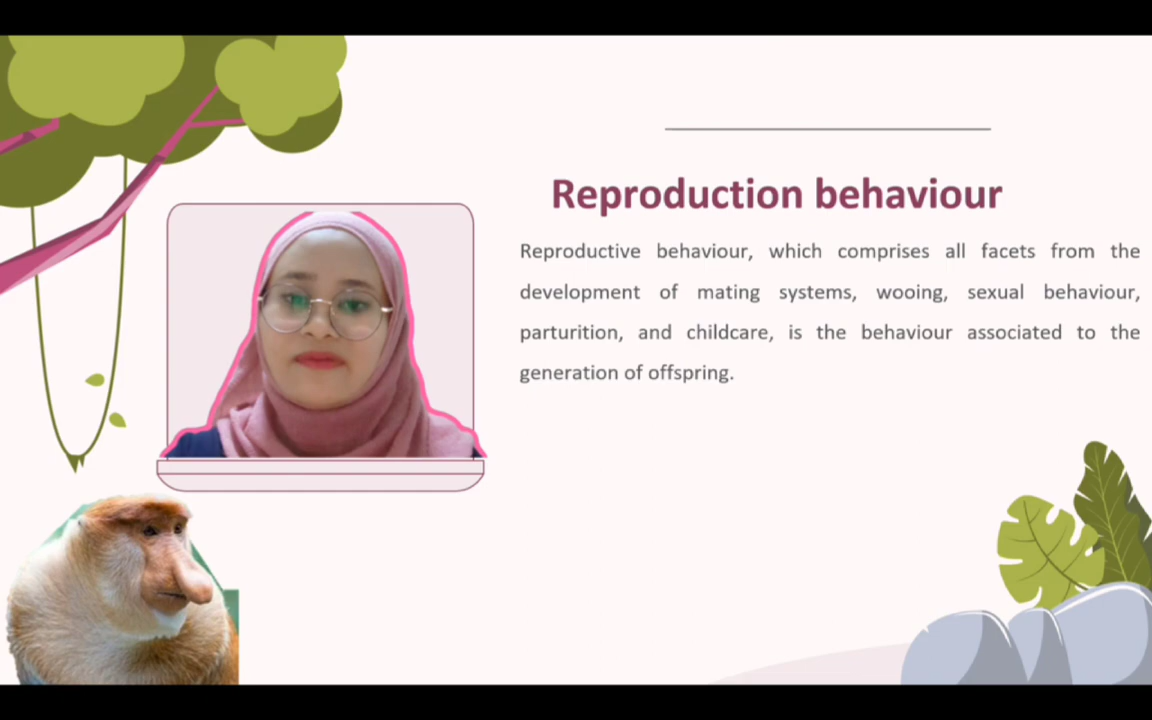 Reproduction behaviour
Reproductive behaviour, which comprises all facets from the
development of mating systems, wooing, sexual behaviour,
parturition, and childcare, is the behaviour associated to the
generation of offspring.